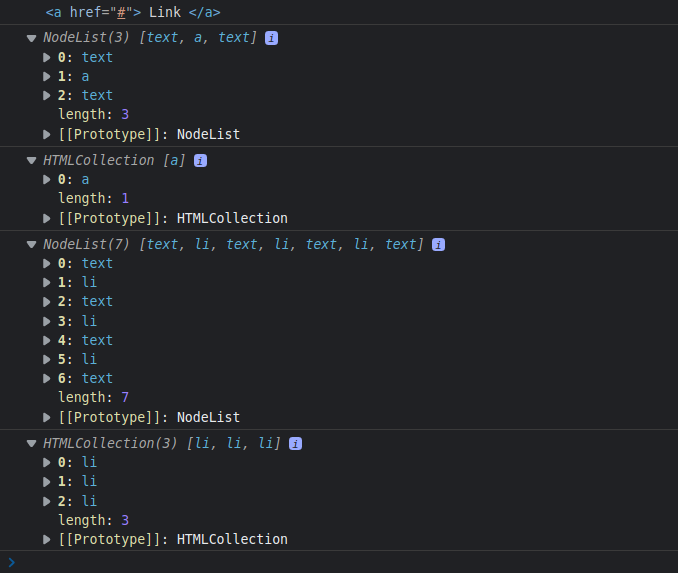 <a href="#"> Link </a>
NodeList(3) [text, a, text] i
0: text
1: a
2: text
length: 3
[[Prototype]]: NodeList
HTMLCollection [a] i
0: a
length: 1
[[Prototype]]: HTMLCollection
NodeList(7) [text, li, text, li, text, li, text] i
0: text
1: li
2: text
3: li
4: text
5: li
6: text
length: 7
[[Prototype]]: NodeList
HTMLCollection(3) [li, li, li] i
0: li
1: li
2: li
length: 3
[[Prototype]]: HTMLCollection